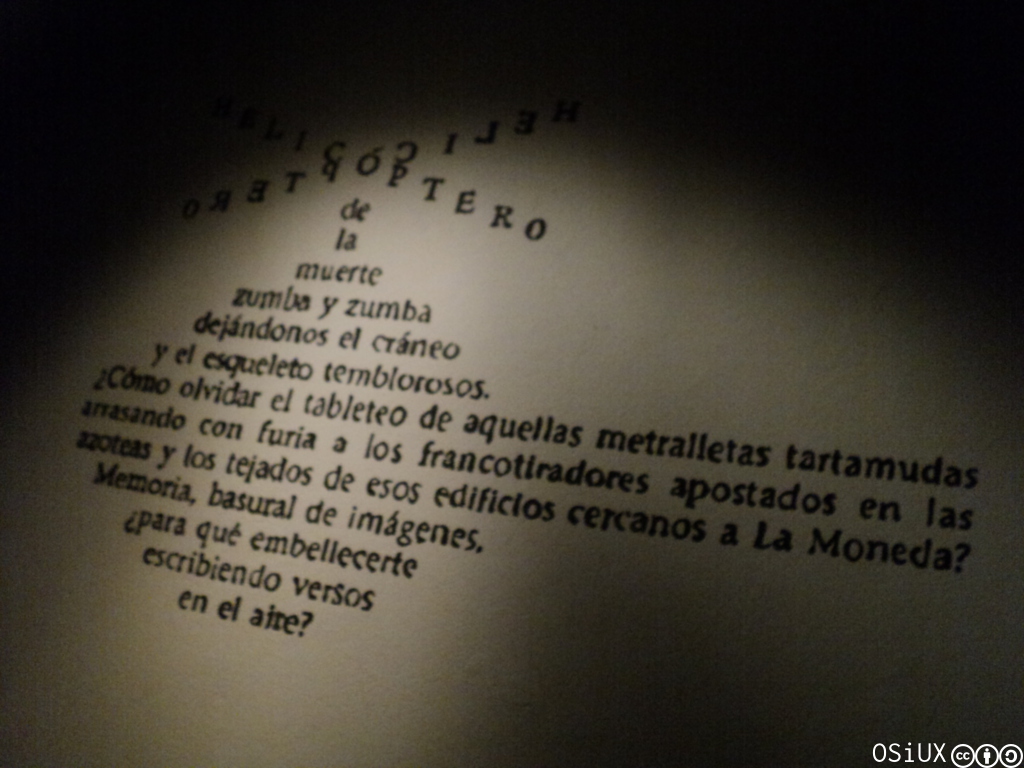 HELICÓPTERO
HELICÓPTERO
de
la
muerte
zumba y zumba
dejándonos el cráneo
y el esqueleto temblorosos.
¿Cómo olvidar el tableteo de aquellas metralletas tartamudas
arrasando con furia a los francotiradores apostados en las
azoteas y los tejados de esos edificios cercanos a La Moneda?
Memoria, basural de imágenes,
¿para qué embellecerte
escribiendo versos
en el aire?
OSiUX